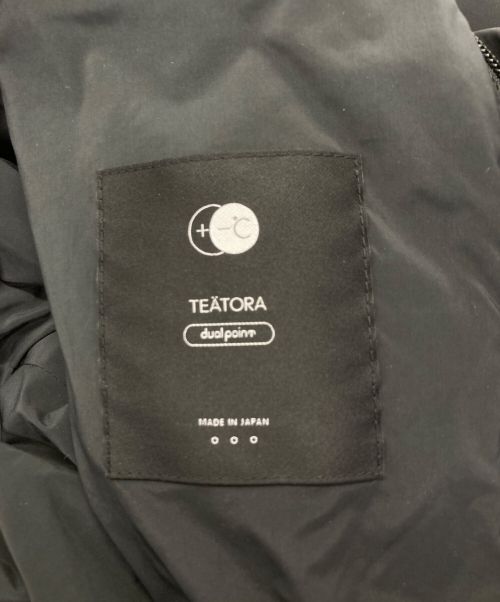 +-℃
TEÄTORA
dualpoint
MADE IN JAPAN